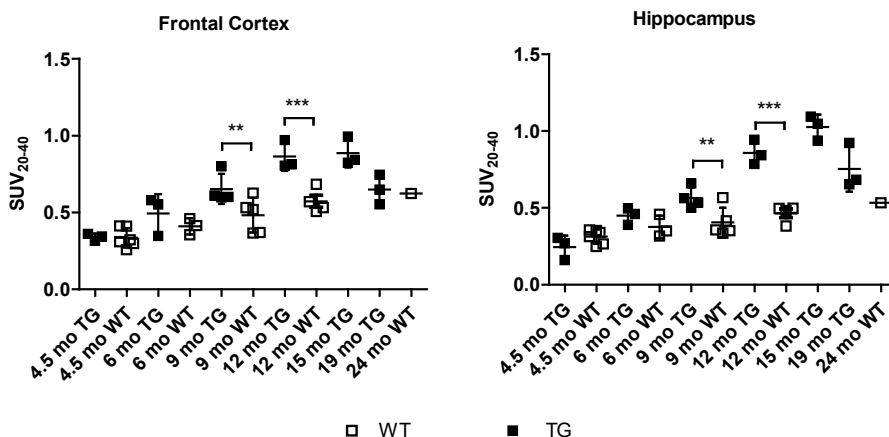 Frontal Cortex
SUV20-40
1.5
1.0
0.5
0.0
**
***
4.5 mo TG
4.5 mo WT
6 mo TG
6 mo WT
9 mo TG
9 mo WT
12 mo TG
12 mo WT
15 mo TG
19 mo TG
24 mo WT
Hippocampus
SUV20-40
1.5
1.0
0.5
0.0
**
***
4.5 mo TG
4.5 mo WT
6 mo TG
6 mo WT
9 mo TG
9 mo WT
12 mo TG
12 mo WT
15 mo TG
19 mo TG
24 mo WT
WT TG